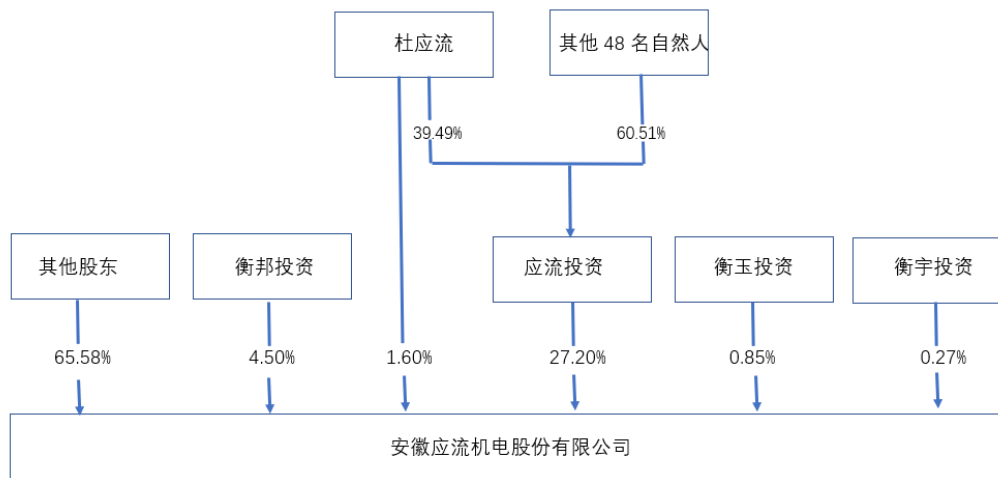 杜应流
其他 48 名自然人
39.49%
60.51%
其他股东
衡邦投资
应流投资
衡玉投资
衡宇投资
65.58%
4.50%
1.60%
27.20%
0.85%
0.27%
安徽应流机电股份有限公司